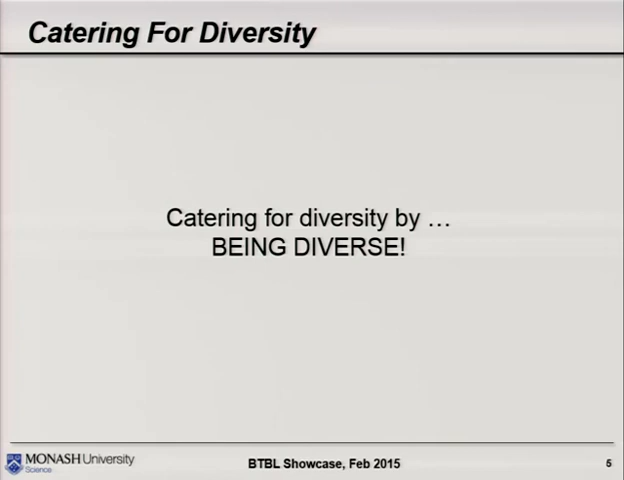 Catering For Diversity
Catering for diversity by …
BEING DIVERSE!
MONASH University
Science
BTBL Showcase, Feb 2015
5